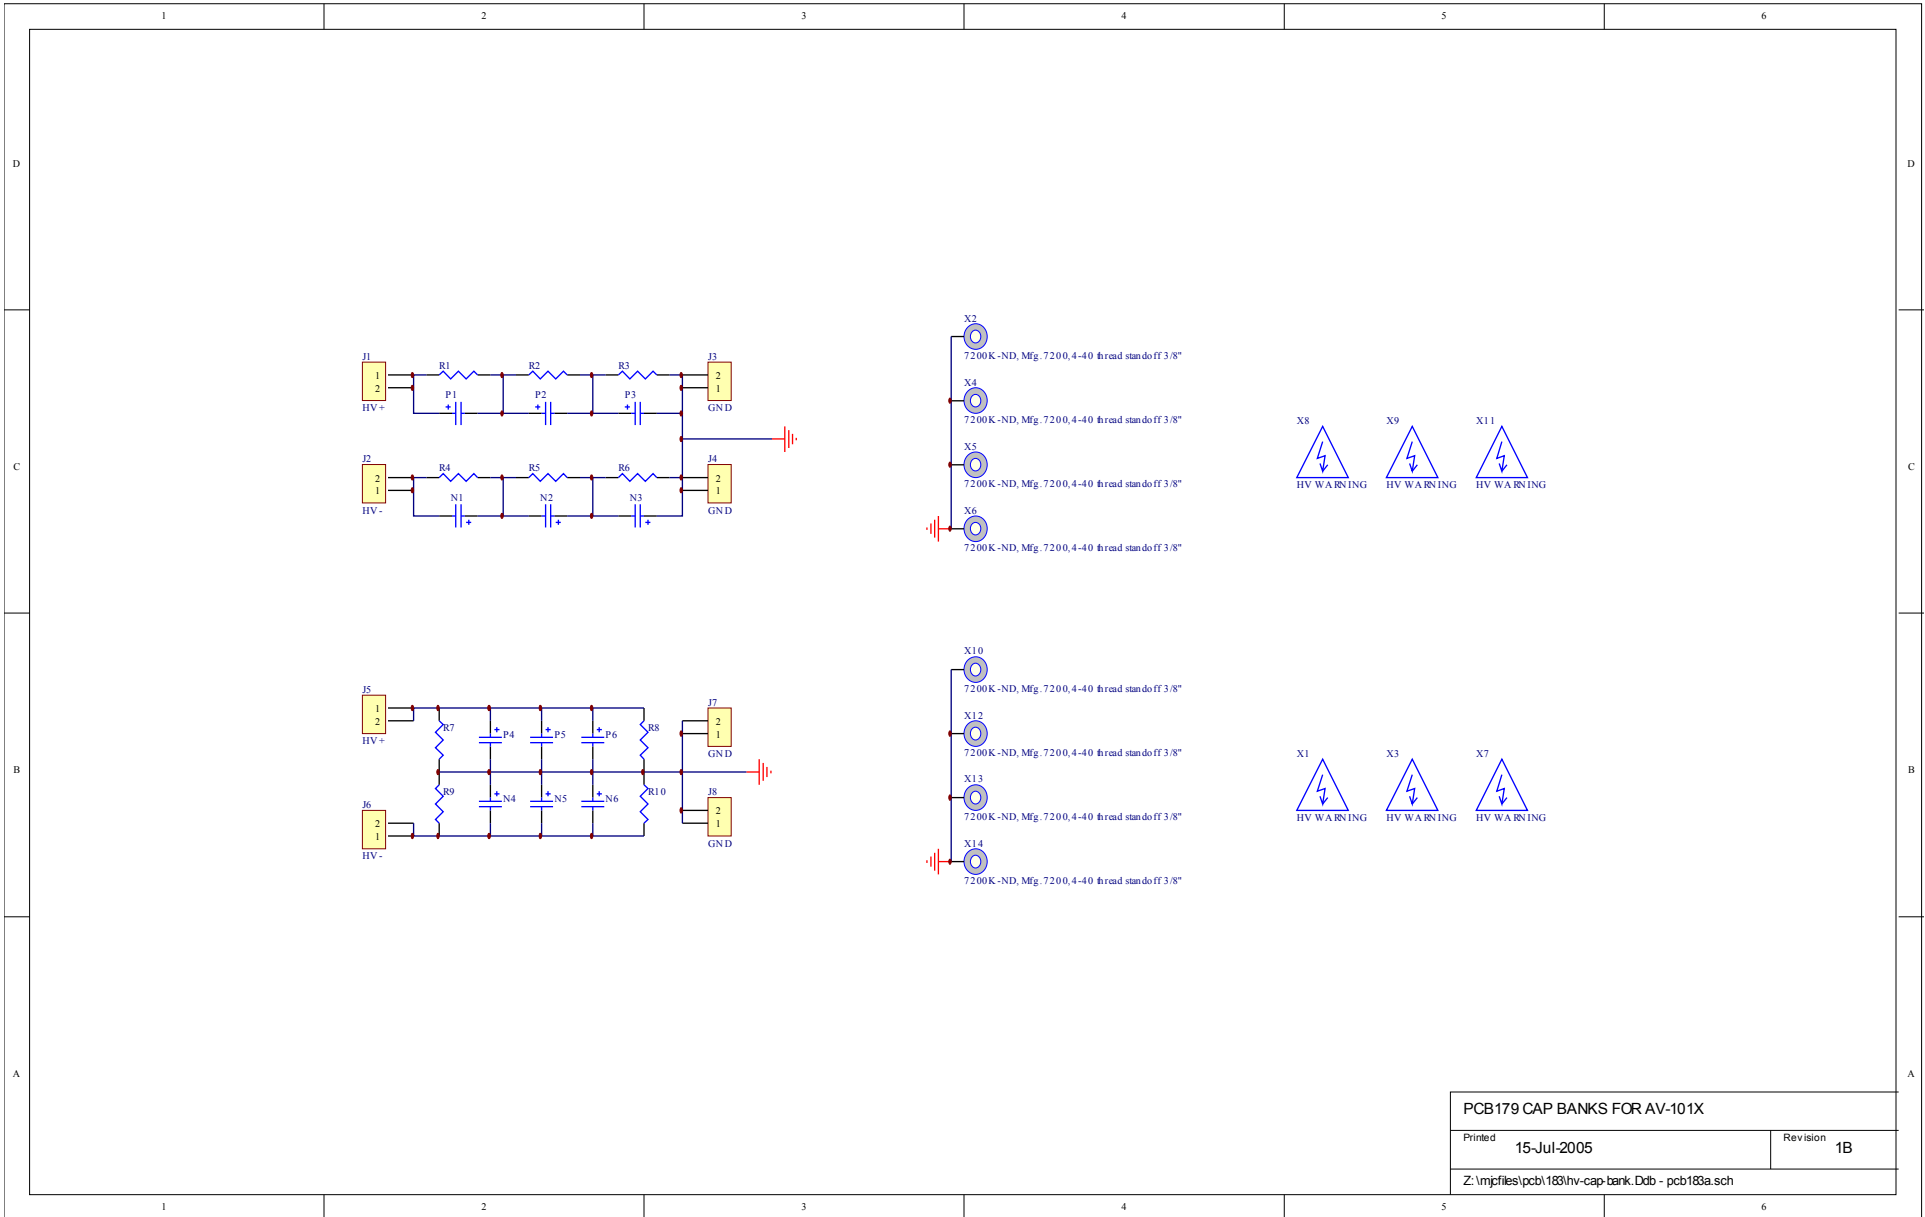 1 2 3 4 5 6
D D
J1
1
2
HV+
R1 R2 R3
P1 P2 P3
+ + +
J3
2
1
GND
J2
2
1
HV-
R4 R5 R6
N1 N2 N3
+ + +
J4
2
1
GND
X2
7200K-ND, Mfg. 7200, 4-40 thread standoff 3/8"
X4
7200K-ND, Mfg. 7200, 4-40 thread standoff 3/8"
X5
7200K-ND, Mfg. 7200, 4-40 thread standoff 3/8"
X6
7200K-ND, Mfg. 7200, 4-40 thread standoff 3/8"
X8 X9 X11
HV WARNING HV WARNING HV WARNING
C C
J5
1
2
HV+
R7 P4 P5 P6 R8
+ + +
J7
2
1
GND
R9 N4 N5 N6 R10
+ + +
J6
2
1
HV-
J8
2
1
GND
X10
7200K-ND, Mfg. 7200, 4-40 thread standoff 3/8"
X12
7200K-ND, Mfg. 7200, 4-40 thread standoff 3/8"
X13
7200K-ND, Mfg. 7200, 4-40 thread standoff 3/8"
X14
7200K-ND, Mfg. 7200, 4-40 thread standoff 3/8"
X1 X3 X7
HV WARNING HV WARNING HV WARNING
B B
A A
PCB179 CAP BANKS FOR AV-101X
Printed 15-Jul-2005 Revision 1B
Z:\mjcfiles\pcb\183\hv-cap-bank.Ddb - pcb183a.sch
1 2 3 4 5 6